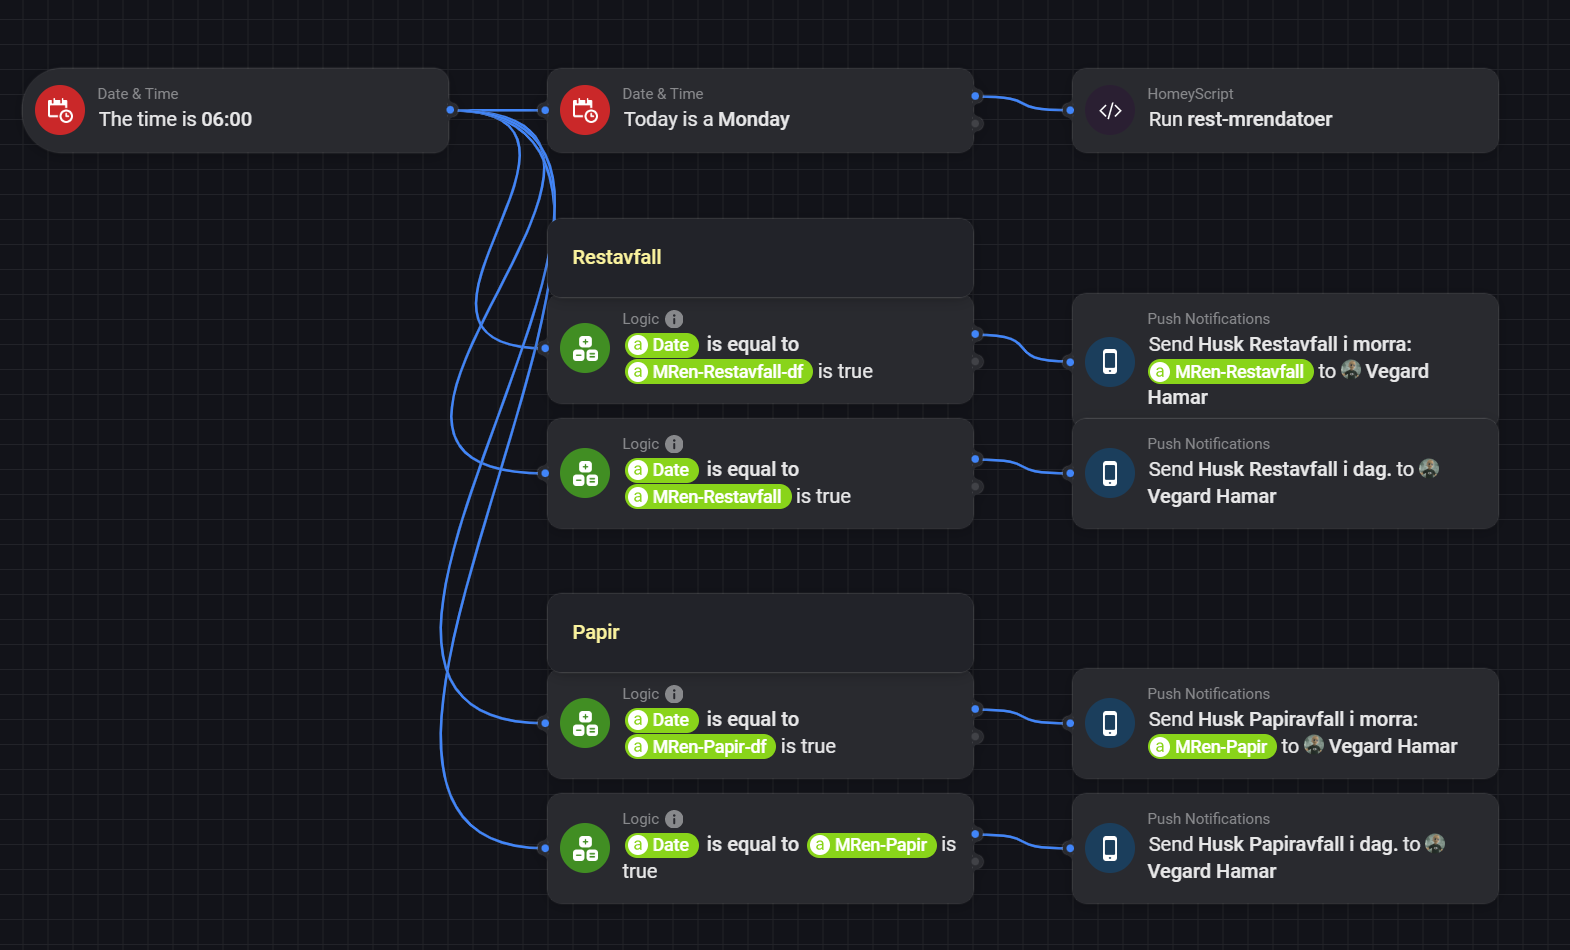 Date & Time
The time is 06:00
Date & Time
Today is a Monday
HomeyScript
Run rest-mrendatoer
Restavfall
Logic
Date is equal to
MRen-Restavfall-df is true
Push Notifications
Send Husk Restavfall i morra:
MRen-Restavfall to Vegard
Hamar
Logic
Date is equal to
MRen-Restavfall is true
Push Notifications
Send Husk Restavfall i dag. to
Vegard Hamar
Papir
Logic
Date is equal to
MRen-Papir-df is true
Push Notifications
Send Husk Papiravfall i morra:
MRen-Papir to Vegard Hamar
Logic
Date is equal to MRen-Papir is
true
Push Notifications
Send Husk Papiravfall i dag. to
Vegard Hamar